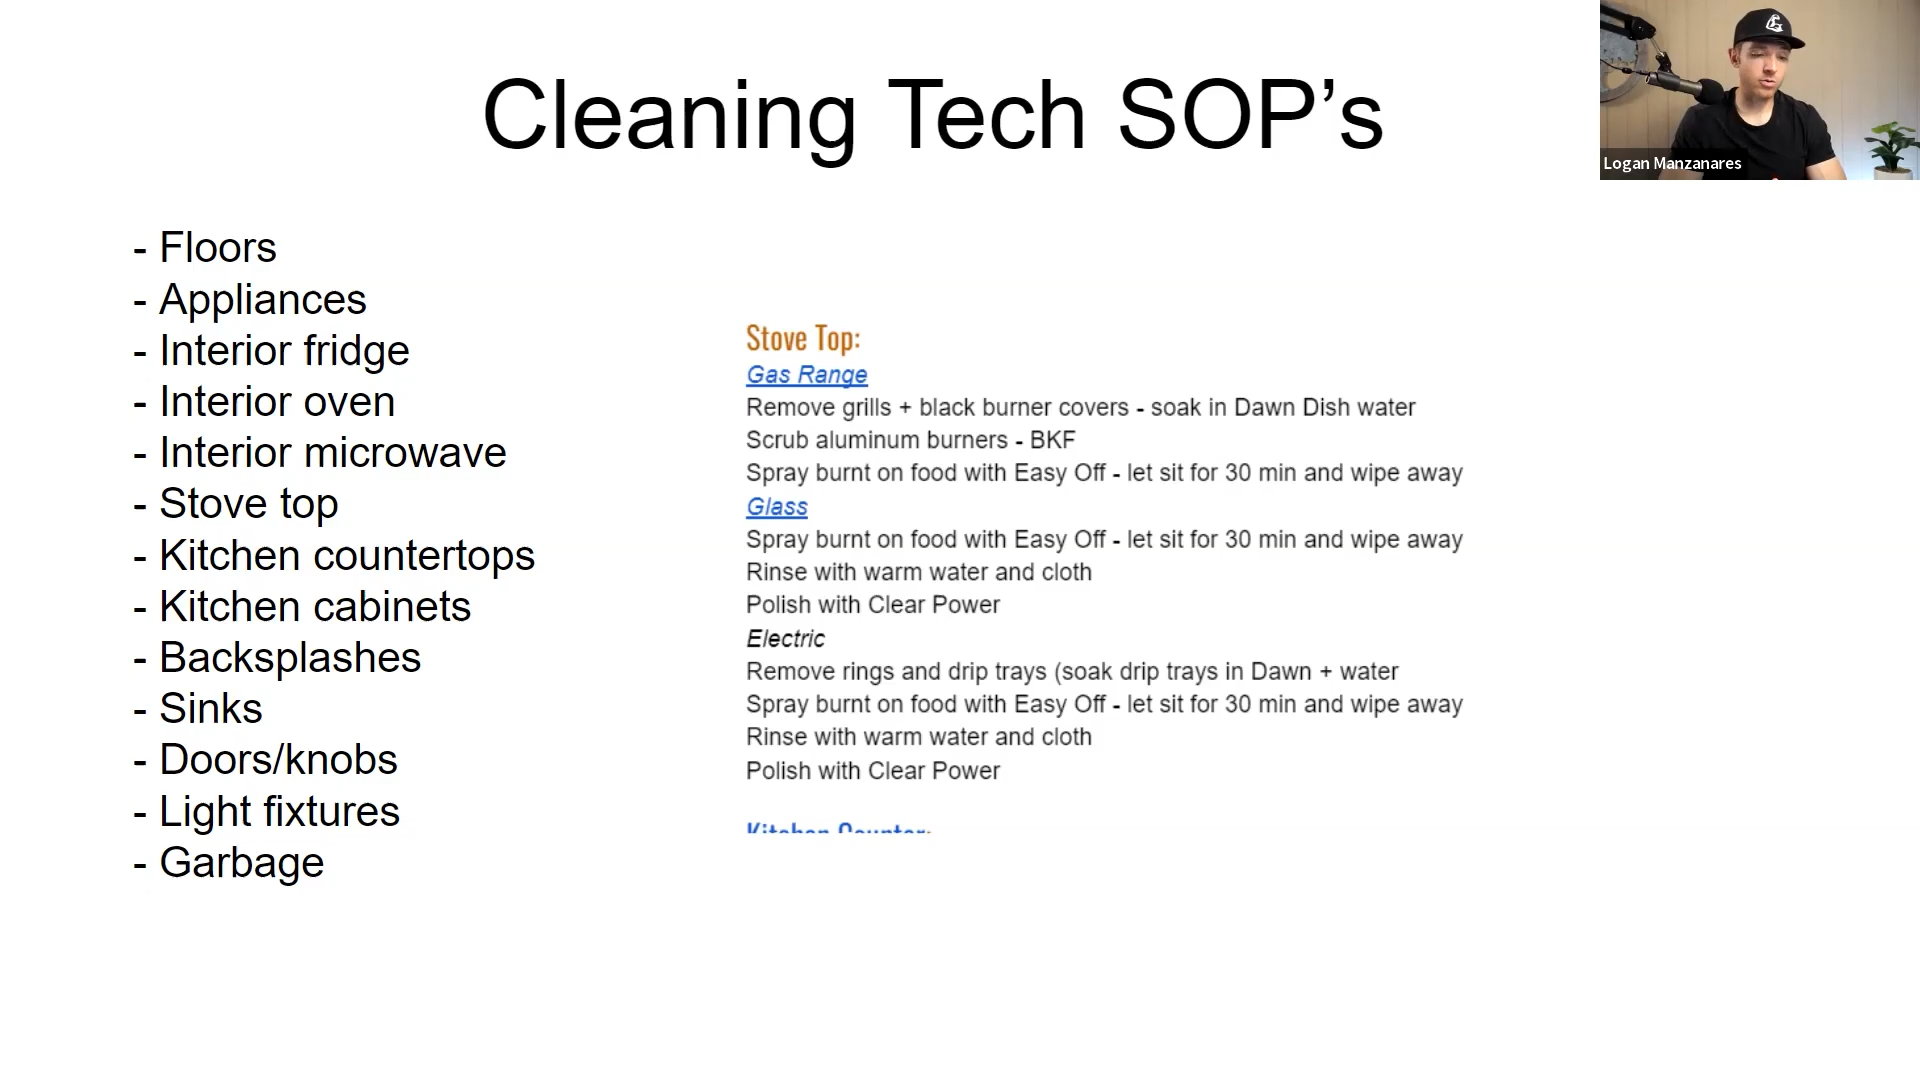 Cleaning Tech SOP’s
Logan Manzanares
- Floors
- Appliances
- Interior fridge
- Interior oven
- Interior microwave
- Stove top
- Kitchen countertops
- Kitchen cabinets
- Backsplashes
- Sinks
- Doors/knobs
- Light fixtures
- Garbage
Stove Top:
Gas Range
Remove grills + black burner covers - soak in Dawn Dish water
Scrub aluminum burners - BKF
Spray burnt on food with Easy Off - let sit for 30 min and wipe away
Glass
Spray burnt on food with Easy Off - let sit for 30 min and wipe away
Rinse with warm water and cloth
Polish with Clear Power
Electric
Remove rings and drip trays (soak drip trays in Dawn + water
Spray burnt on food with Easy Off - let sit for 30 min and wipe away
Rinse with warm water and cloth
Polish with Clear Power
Kitchen Counter: